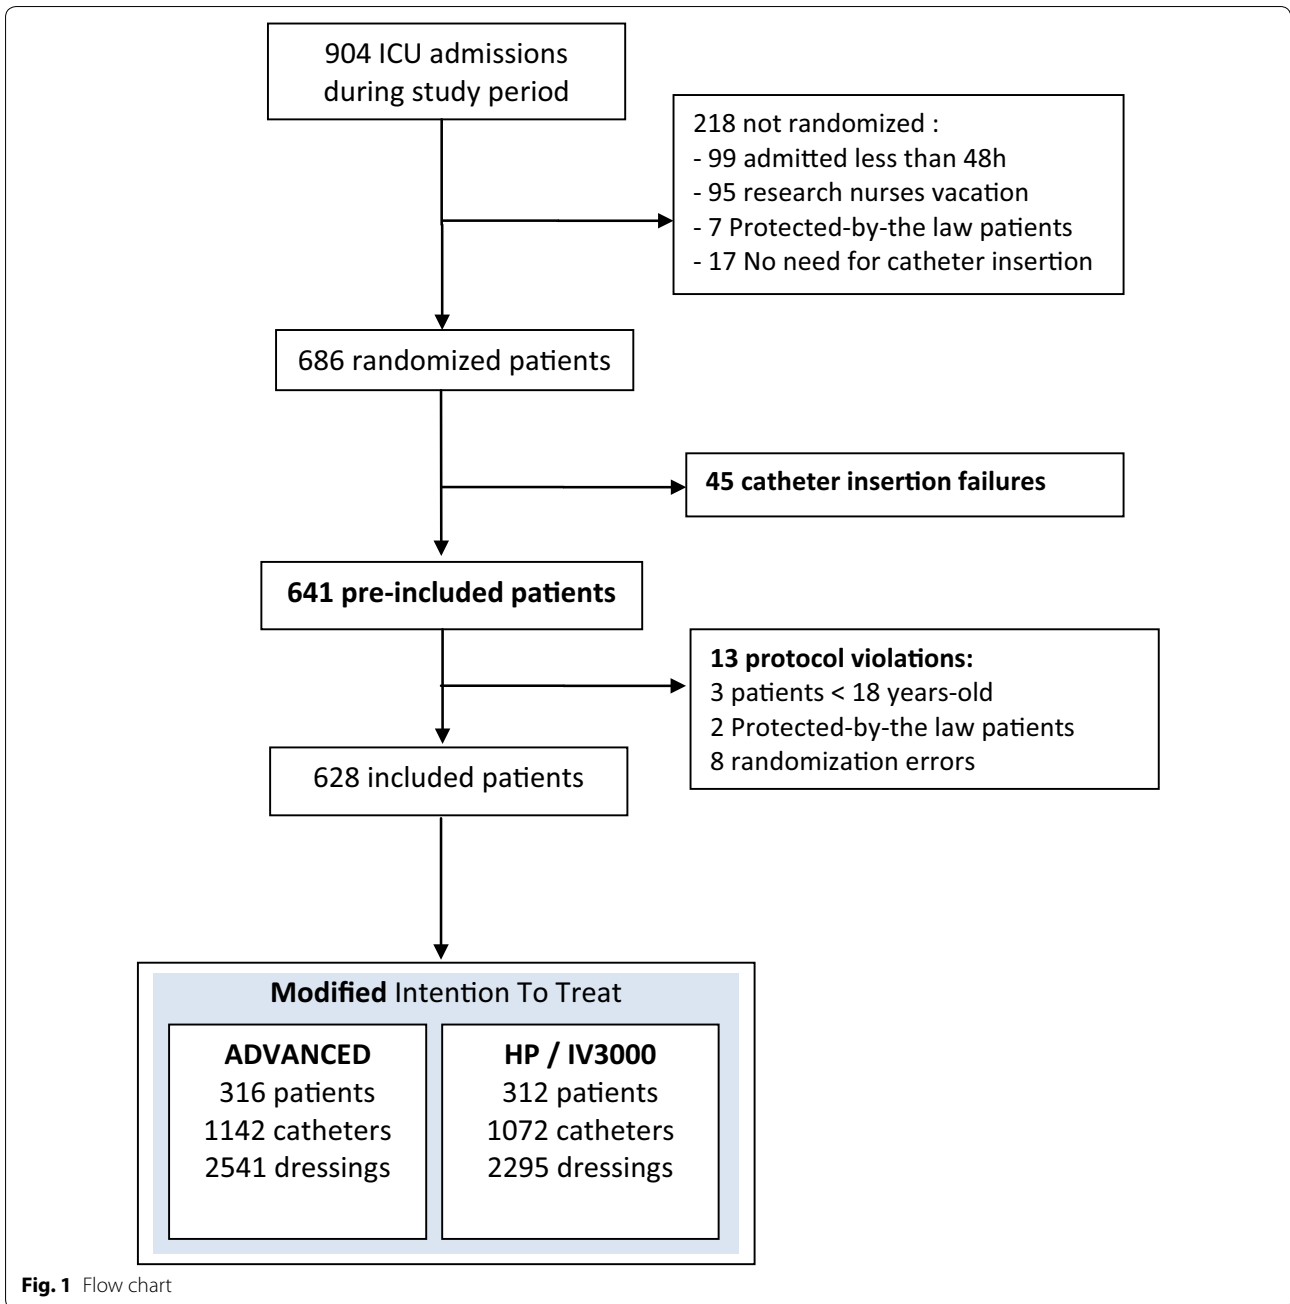 904 ICU admissions
during study period
218 not randomized :
- 99 admitted less than 48h
- 95 research nurses vacation
- 7 Protected-by-the law patients
- 17 No need for catheter insertion
686 randomized patients
45 catheter insertion failures
641 pre-included patients
13 protocol violations:
3 patients < 18 years-old
2 Protected-by-the law patients
8 randomization errors
628 included patients
Modified Intention To Treat
ADVANCED
316 patients
1142 catheters
2541 dressings
HP / IV3000
312 patients
1072 catheters
2295 dressings
Fig. 1 Flow chart